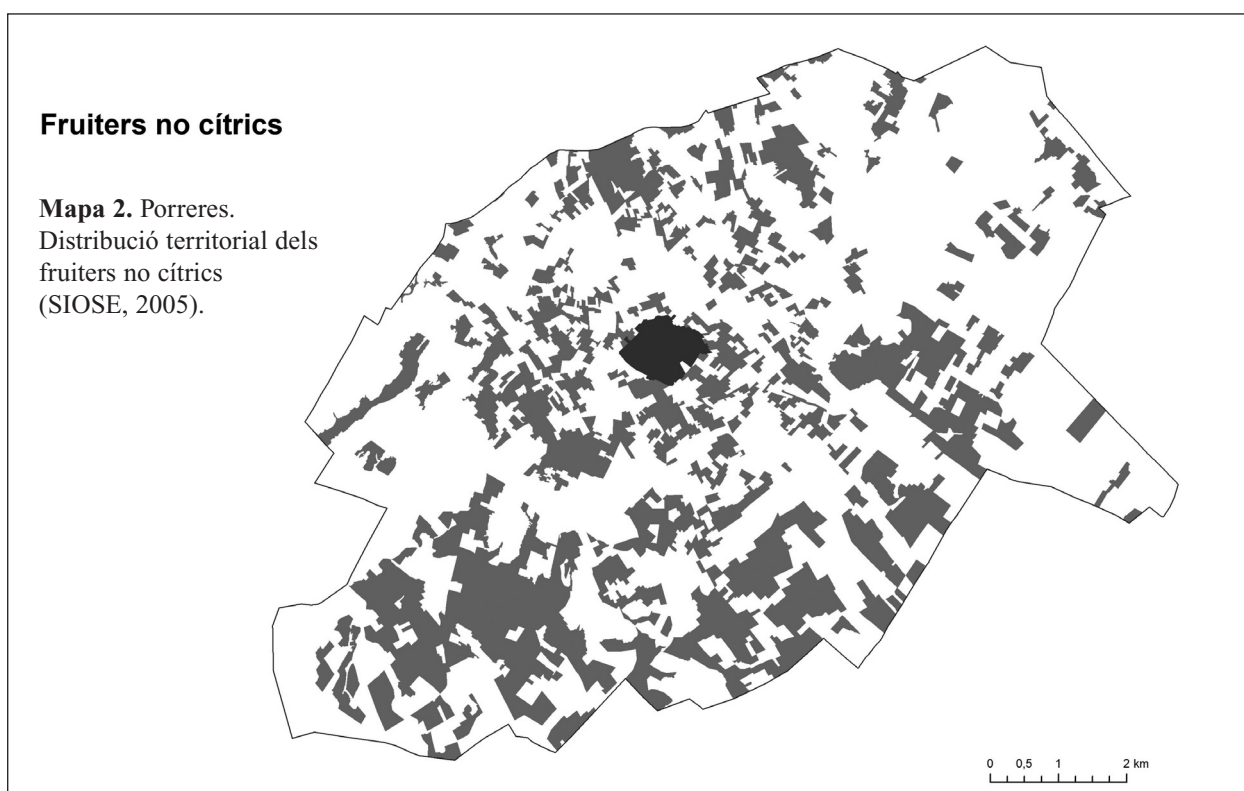 Fruiters no cítrics
Mapa 2. Porreres.
Distribució territorial dels
fruiters no cítrics
(SIOSE, 2005).
0 0,5 1 2 km